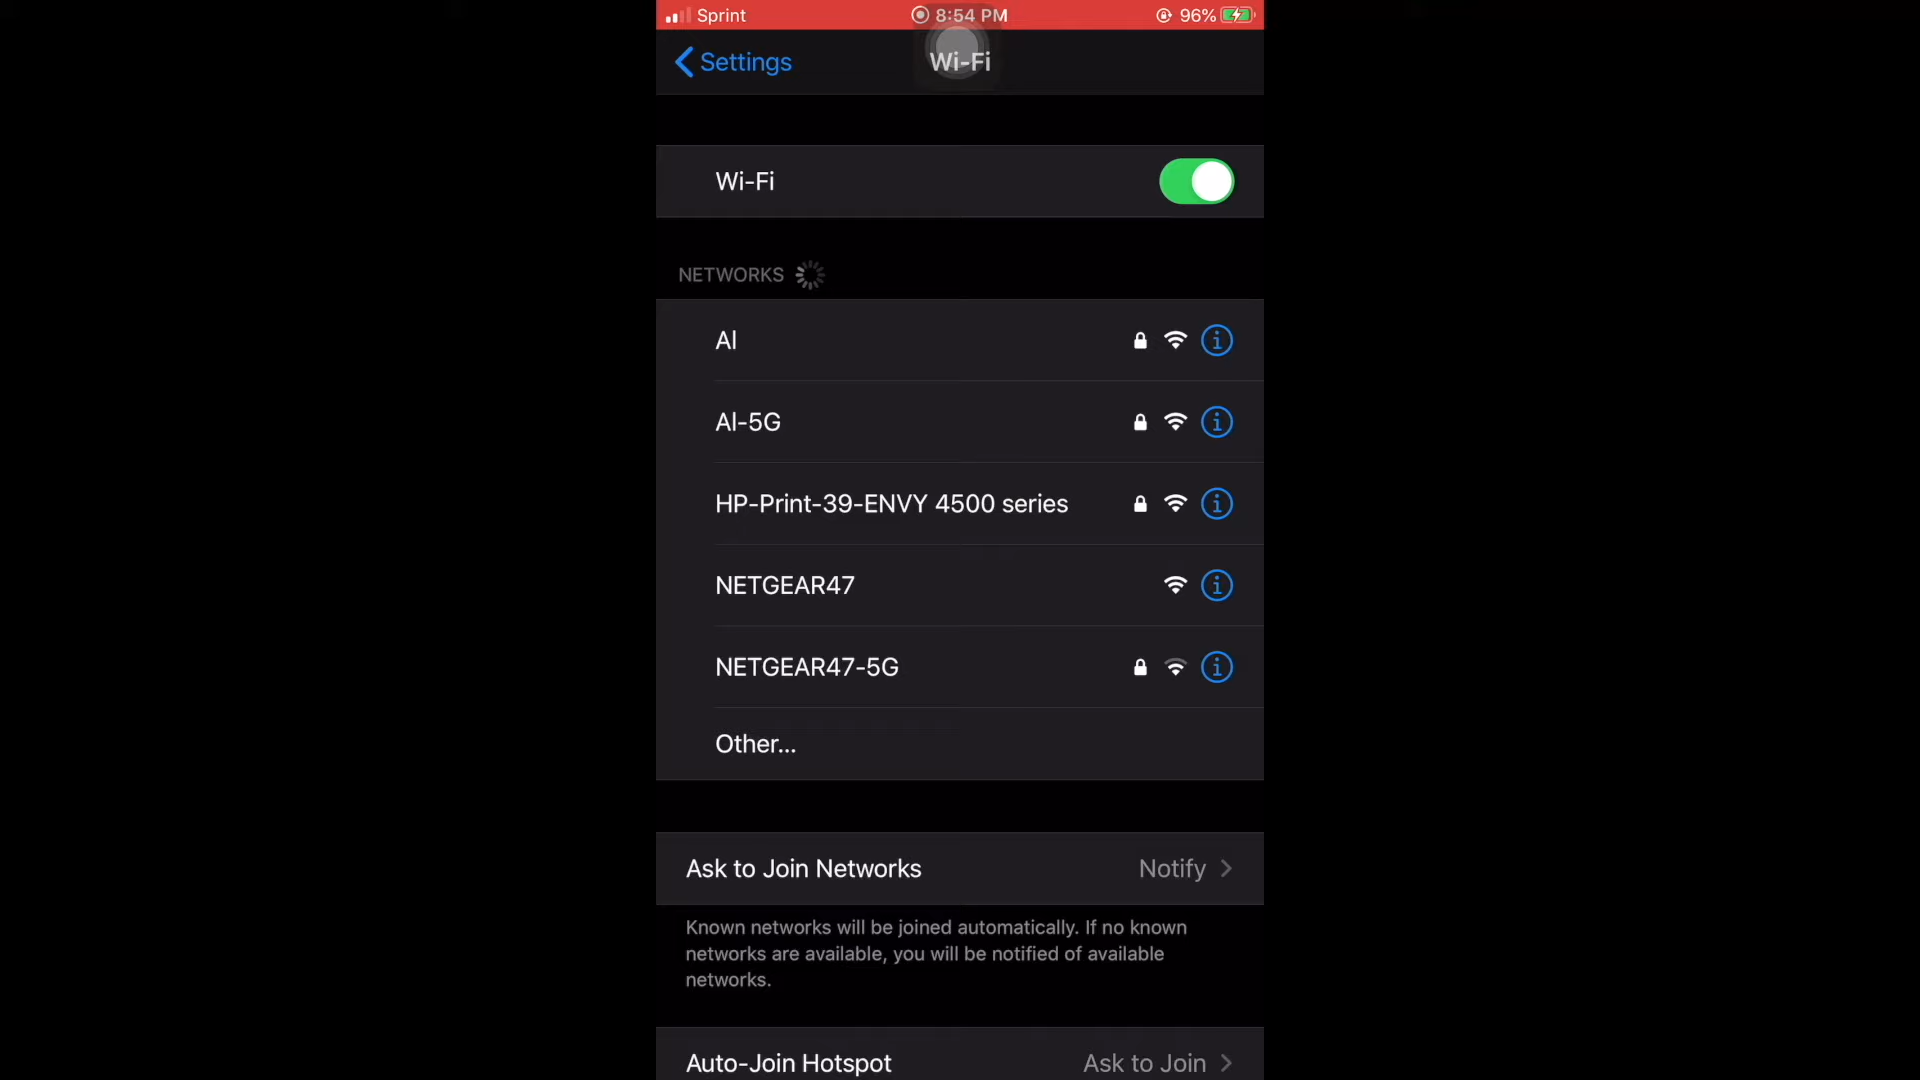 Sprint 8:54 PM 96%
Settings Wi-Fi
Wi-Fi
NETWORKS
Al
Al-5G
HP-Print-39-ENVY 4500 series
NETGEAR47
NETGEAR47-5G
Other...
Ask to Join Networks Notify
Known networks will be joined automatically. If no known
networks are available, you will be notified of available
networks.
Auto-Join Hotspot Ask to Join